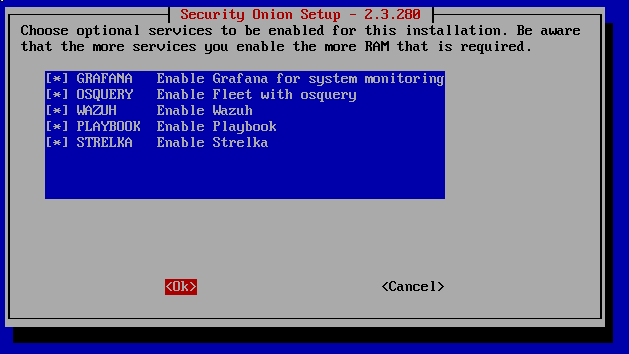 Security Onion Setup - 2.3.280
Choose optional services to be enabled for this installation. Be aware
that the more services you enable the more RAM that is required.
[*] GRAFANA Enable Grafana for system monitoring
[*] OSQUERY Enable Fleet with osquery
[*] WAZUH Enable Wazuh
[*] PLAYBOOK Enable Playbook
[*] STRELKA Enable Strelka
<Ok> <Cancel>